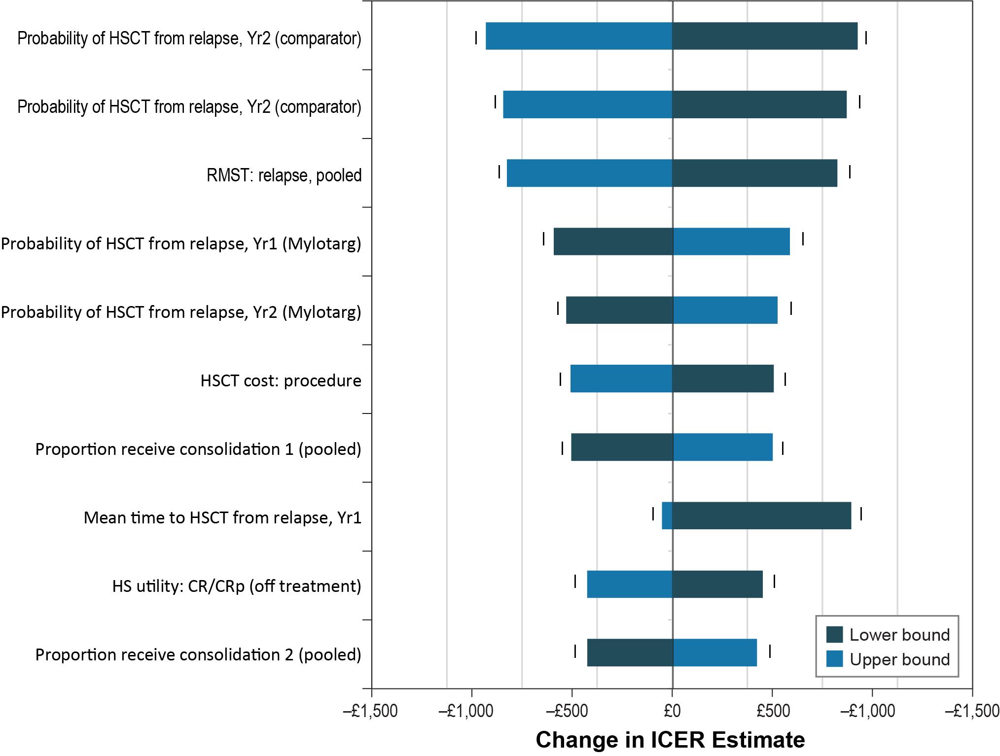 Probability of HSCT from relapse, Yr2 (comparator)
Probability of HSCT from relapse, Yr2 (comparator)
RMST: relapse, pooled
Probability of HSCT from relapse, Yr1 (Mylotarg)
Probability of HSCT from relapse, Yr2 (Mylotarg)
HSCT cost: procedure
Proportion receive consolidation 1 (pooled)
Mean time to HSCT from relapse, Yr1
HS utility: CR/CRp (off treatment)
Proportion receive consolidation 2 (pooled)
Lower bound
Upper bound
–£1,500 –£1,000 –£500 £0 £500 –£1,000 –£1,500
Change in ICER Estimate